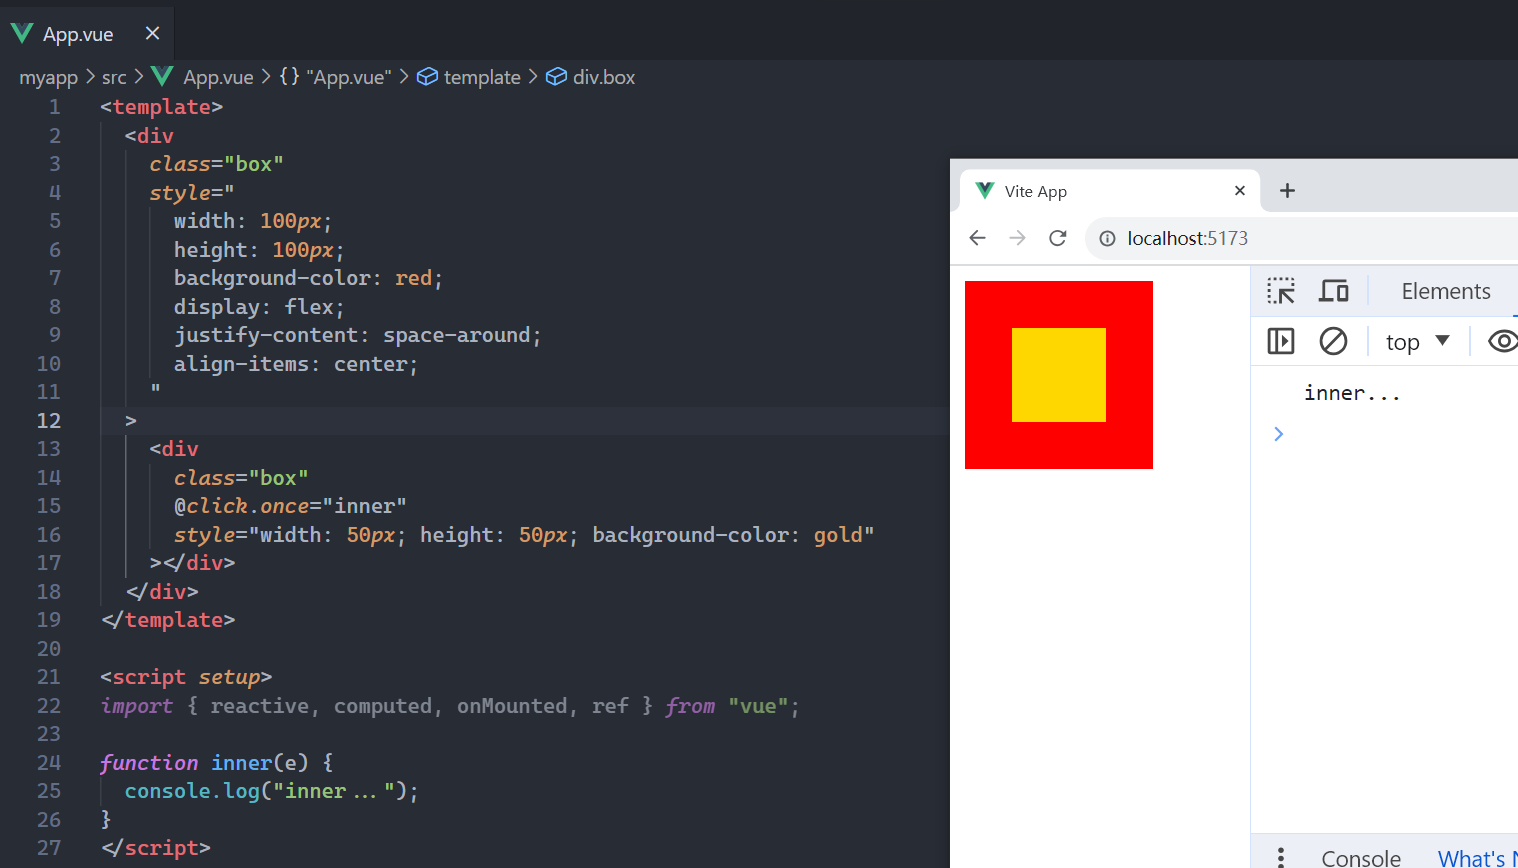 App.vue
myapp > src > App.vue > {} "App.vue" > template > div.box
1 <template>
2 <div
3 class="box"
4 style="
5 width: 100px;
6 height: 100px;
7 background-color: red;
8 display: flex;
9 justify-content: space-around;
10 align-items: center;
11 "
12 >
13 <div
14 class="box"
15 @click.once="inner"
16 style="width: 50px; height: 50px; background-color: gold"
17 ></div>
18 </div>
19 </template>
20
21 <script setup>
22 import { reactive, computed, onMounted, ref } from "vue";
23
24 function inner(e) {
25 console.log("inner...");
26 }
27 </script>
Vite App
localhost:5173
Elements
top
inner...
Console What's